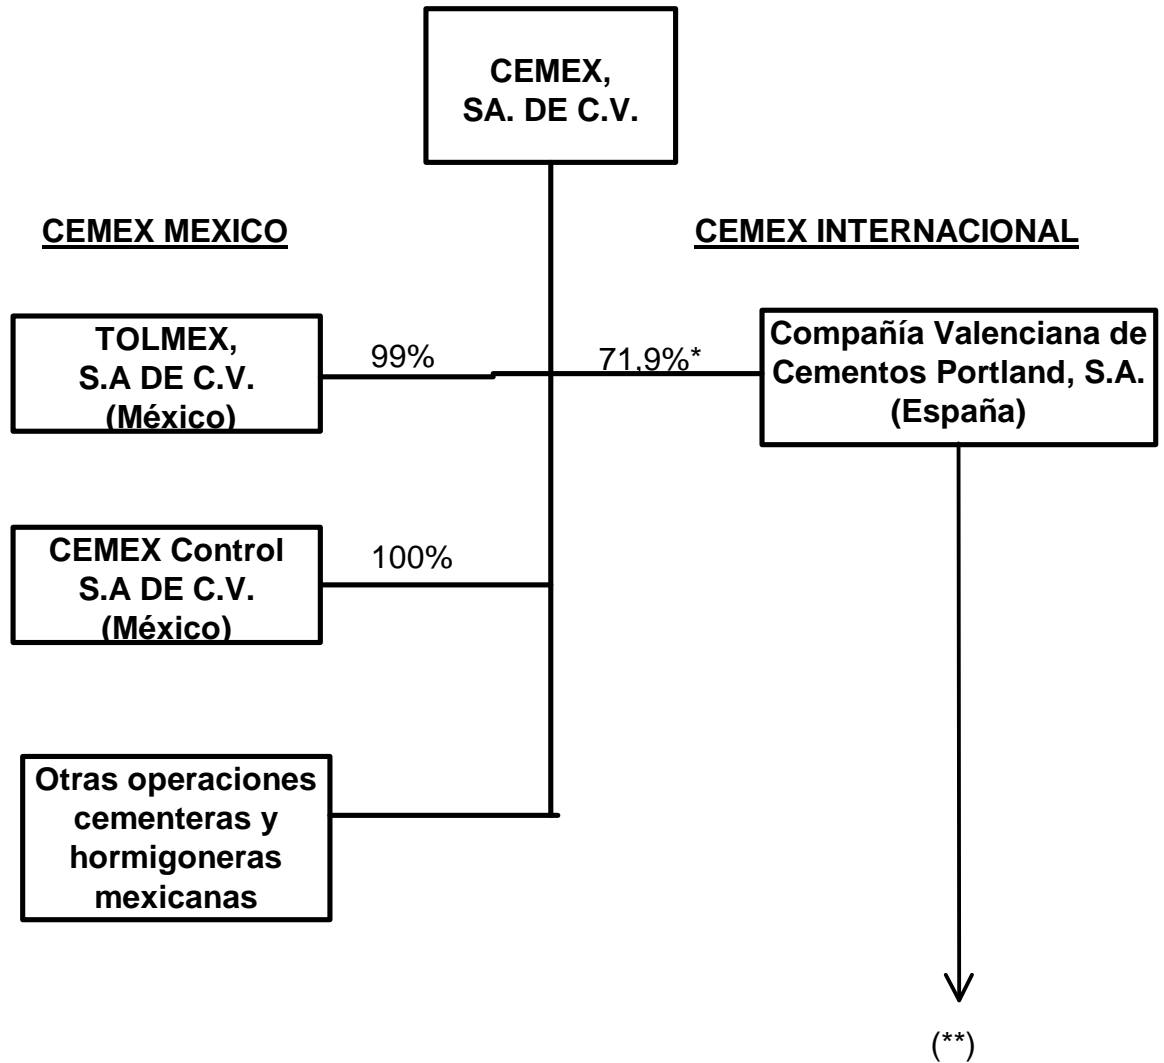 CEMEX,
SA. DE C.V.
CEMEX MEXICO
CEMEX INTERNACIONAL
TOLMEX,
S.A DE C.V.
(México)
99%
71,9%*
Compañía Valenciana de
Cementos Portland, S.A.
(España)
CEMEX Control
S.A DE C.V.
(México)
100%
Otras operaciones
cementeras y
hormigoneras
mexicanas
(**)